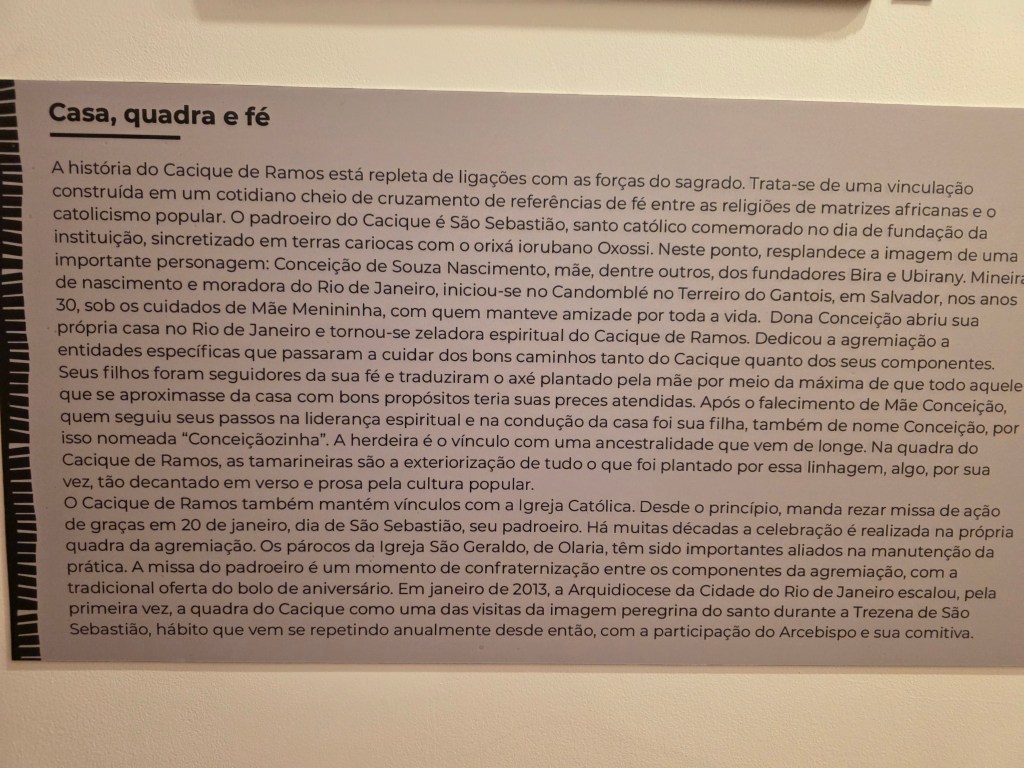 Casa, quadra e fé
A história do Cacique de Ramos está repleta de ligações com as forças do sagrado. Trata-se de uma vinculação
construída em um cotidiano cheio de cruzamento de referências de fé entre as religiões de matrizes africanas e o
catolicismo popular. O padroeiro do Cacique é São Sebastião, santo católico comemorado no dia de fundação da
instituição, sincretizado em terras cariocas com o orixá iorubano Oxossi. Neste ponto, resplandece a imagem de uma
importante personagem: Conceição de Souza Nascimento, mãe, dentre outros, dos fundadores Bira e Ubirany. Mineira
de nascimento e moradora do Rio de Janeiro, iniciou-se no Candomblé no Terreiro do Gantois, em Salvador, nos anos
30, sob os cuidados de Mãe Menininha, com quem manteve amizade por toda a vida. Dona Conceição abriu sua
própria casa no Rio de Janeiro e tornou-se zeladora espiritual do Cacique de Ramos. Dedicou a agremiação a
entidades específicas que passaram a cuidar dos bons caminhos tanto do Cacique quanto dos seus componentes.
Seus filhos foram seguidores da sua fé e traduziram o axé plantado pela mãe por meio da máxima de que todo aquele
que se aproximasse da casa com bons propósitos teria suas preces atendidas. Após o falecimento de Mãe Conceição,
quem seguiu seus passos na liderança espiritual e na condução da casa foi sua filha, também de nome Conceição, por
isso nomeada “Conceiçãozinha”. A herdeira é o vínculo com uma ancestralidade que vem de longe. Na quadra do
Cacique de Ramos, as tamarineiras são a exteriorização de tudo o que foi plantado por essa linhagem, algo, por sua
vez, tão decantado em verso e prosa pela cultura popular.
O Cacique de Ramos também mantém vínculos com a Igreja Católica. Desde o princípio, manda rezar missa de ação
de graças em 20 de janeiro, dia de São Sebastião, seu padroeiro. Há muitas décadas a celebração é realizada na própria
quadra da agremiação. Os párocos da Igreja São Geraldo, de Olaria, têm sido importantes aliados na manutenção da
prática. A missa do padroeiro é um momento de confraternização entre os componentes da agremiação, com a
tradicional oferta do bolo de aniversário. Em janeiro de 2013, a Arquidiocese da Cidade do Rio de Janeiro escalou, pela
primeira vez, a quadra do Cacique como uma das visitas da imagem peregrina do santo durante a Trezena de São
Sebastião, hábito que vem se repetindo anualmente desde então, com a participação do Arcebispo e sua comitiva.